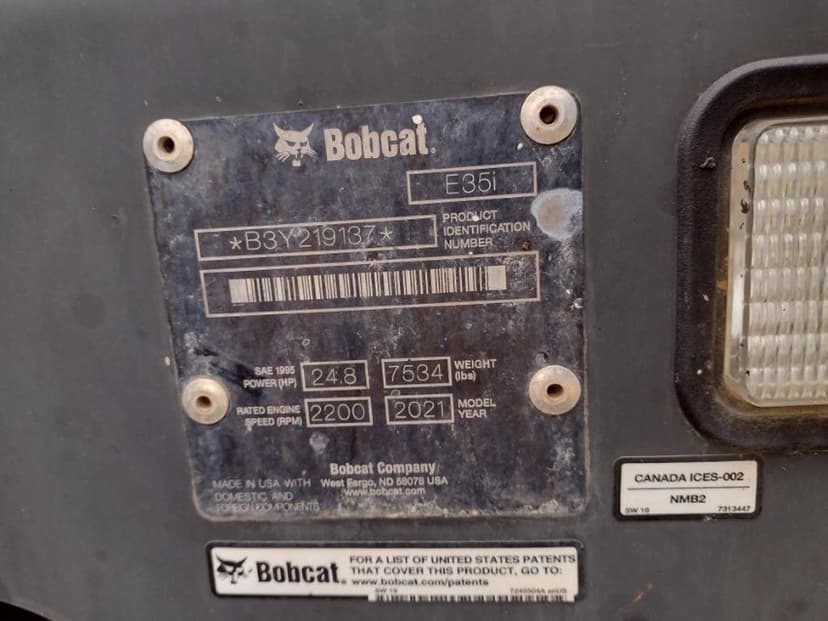 Bobcat.
E35i
*B3Y219137*
PRODUCT
IDENTIFICATION
NUMBER
SAE 1995
POWER (HP)
24.8
7534
WEIGHT
(lbs)
RATED ENGINE
SPEED (RPM)
2200
2021
MODEL
YEAR
Bobcat Company
West Fargo, ND 58078 USA
www.bobcat.com
MADE IN USA WITH
DOMESTIC AND
FOREIGN COMPONENTS
CANADA ICES-002
NMB2
SW 16
7313447
Bobcat.
FOR A LIST OF UNITED STATES PATENTS
THAT COVER THIS PRODUCT, GO TO:
www.bobcat.com/patents